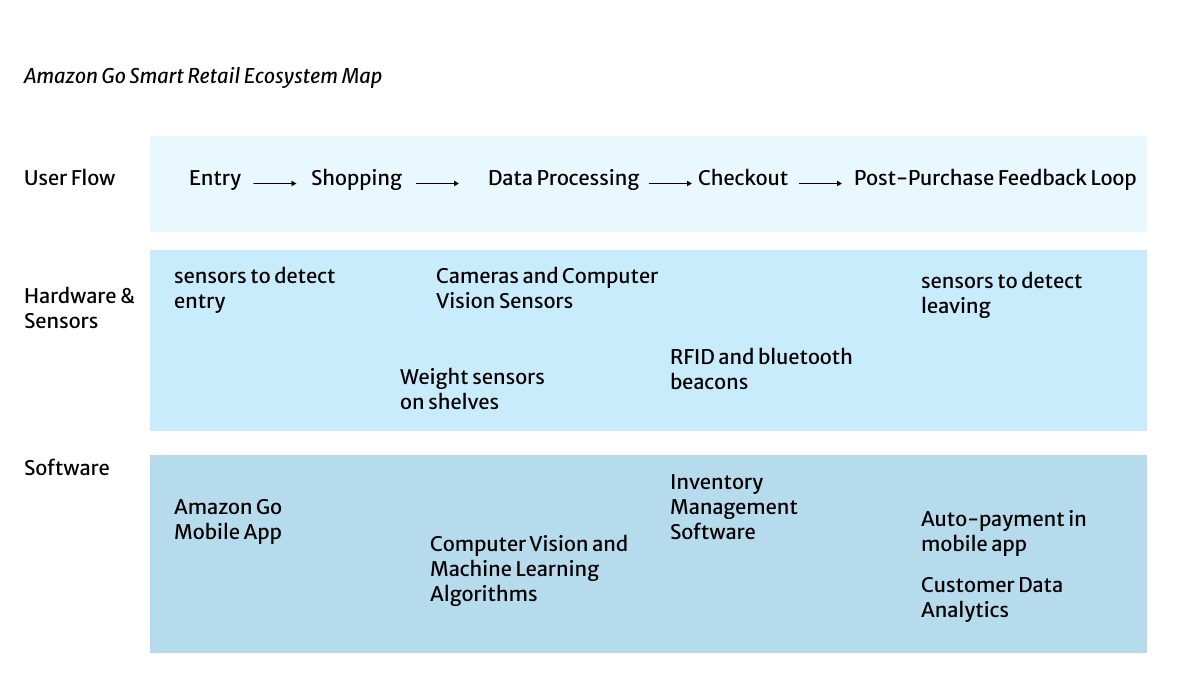 Amazon Go Smart Retail Ecosystem Map
User Flow
Entry
Shopping
Data Processing
Checkout
Post-Purchase Feedback Loop
Hardware &
Sensors
sensors to detect
entry
Cameras and Computer
Vision Sensors
sensors to detect
leaving
Weight sensors
on shelves
RFID and bluetooth
beacons
Software
Amazon Go
Mobile App
Computer Vision and
Machine Learning
Algorithms
Inventory
Management
Software
Auto-payment in
mobile app
Customer Data
Analytics